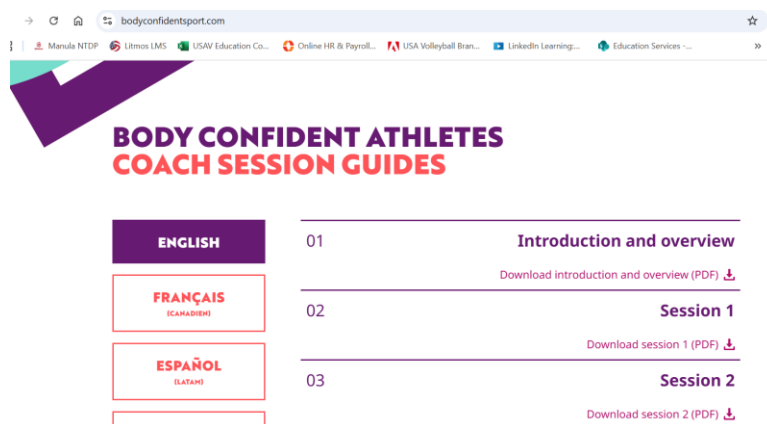 bodyconfidentsport.com
Manula NTDP Litmos LMS USAV Education Co... Online HR & Payroll... USA Volleyball Bran... LinkedIn Learning:... Education Services -... »
BODY CONFIDENT ATHLETES
COACH SESSION GUIDES
ENGLISH
FRANÇAIS
(CANADIEN)
ESPAÑOL
(LATAM)
01 Introduction and overview
Download introduction and overview (PDF)
02 Session 1
Download session 1 (PDF)
03 Session 2
Download session 2 (PDF)